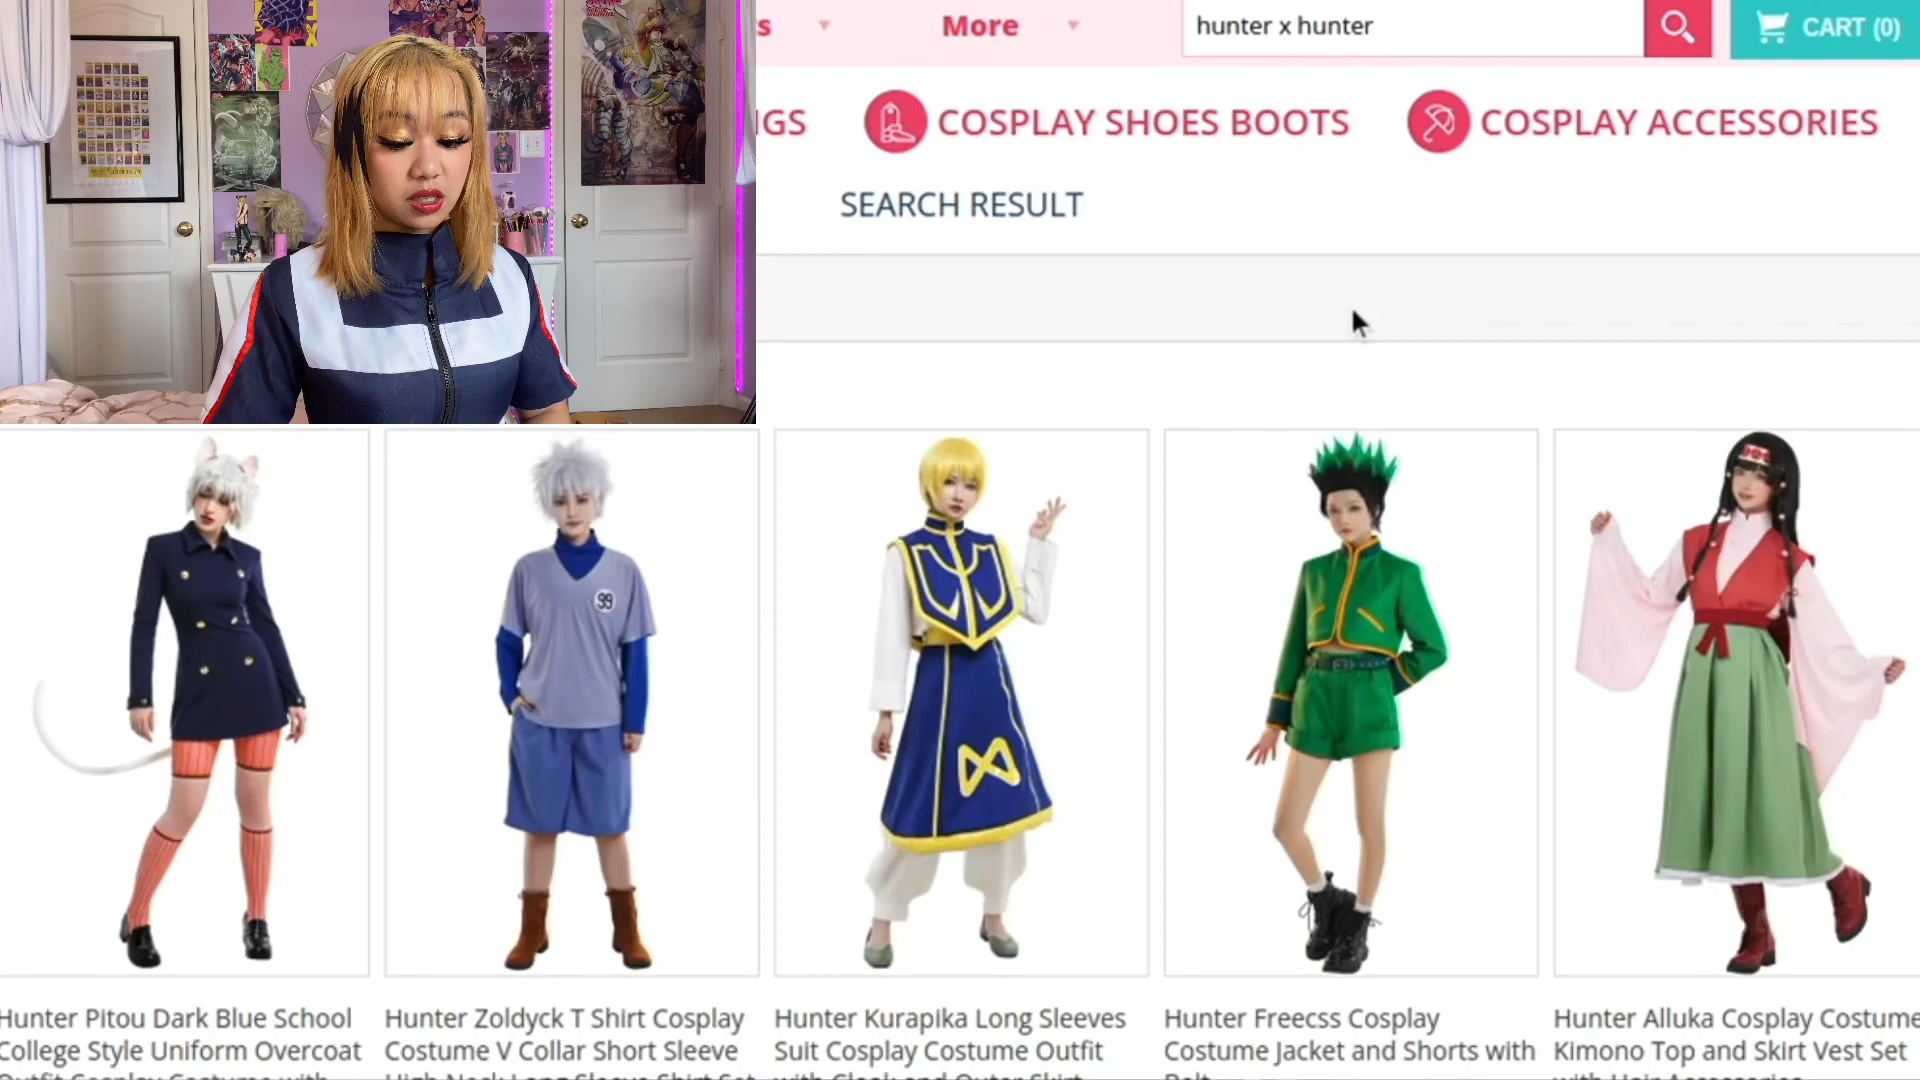 More
hunter x hunter
CART (0)
COSPLAY SHOES BOOTS
COSPLAY ACCESSORIES
SEARCH RESULT
99
Hunter Pitou Dark Blue School
College Style Uniform Overcoat
Hunter Zoldyck T Shirt Cosplay
Costume V Collar Short Sleeve
Hunter Kurapika Long Sleeves
Suit Cosplay Costume Outfit
Hunter Freecss Cosplay
Costume Jacket and Shorts with
Hunter Alluka Cosplay Costume
Kimono Top and Skirt Vest Set